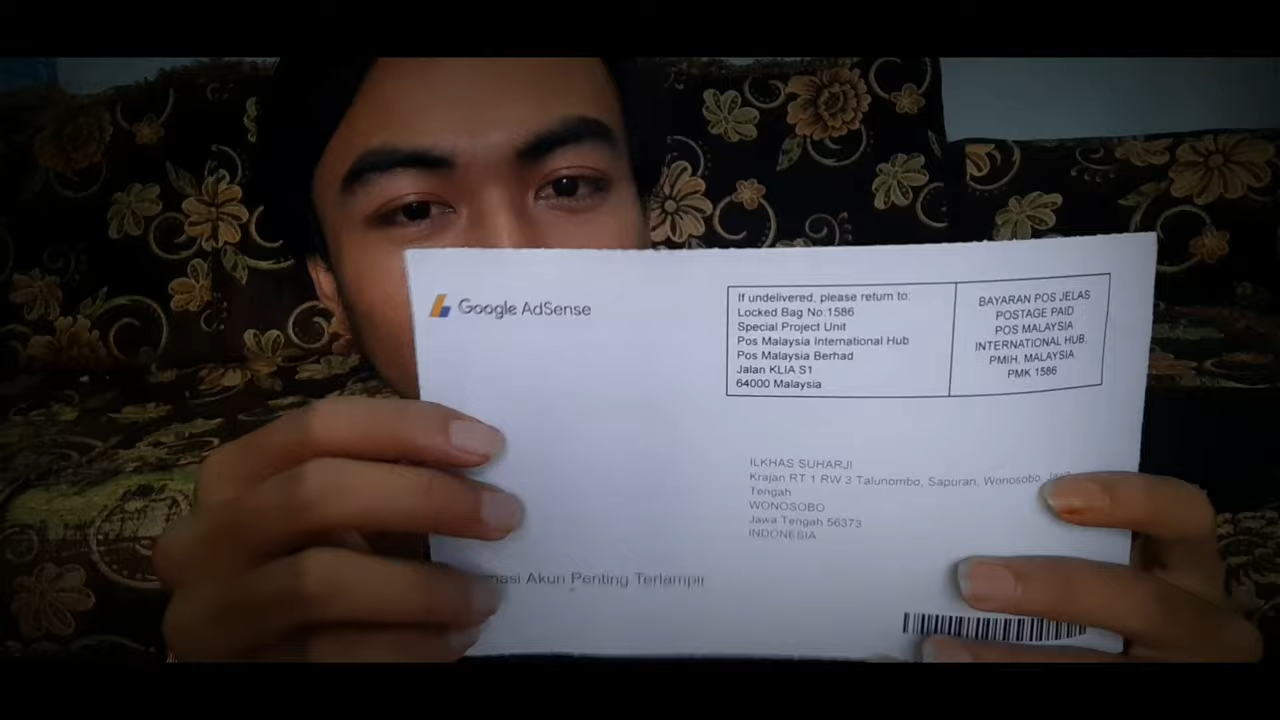 Google AdSense
If undelivered, please return to:
Locked Bag No:1586
Special Project Unit
Pos Malaysia International Hub
Pos Malaysia Berhad
Jalan KLIA S1
64000 Malaysia
BAYARAN POS JELAS
POSTAGE PAID
POS MALAYSIA
INTERNATIONAL HUB,
PMIH, MALAYSIA
PMK 1586
ILKHAS SUHARJI
Krajan RT 1 RW 3 Talunombo, Sapuran, Wonosobo,
Tengah
WONOSOBO
Jawa Tengah 56373
INDONESIA
Akun Penting Terlampir